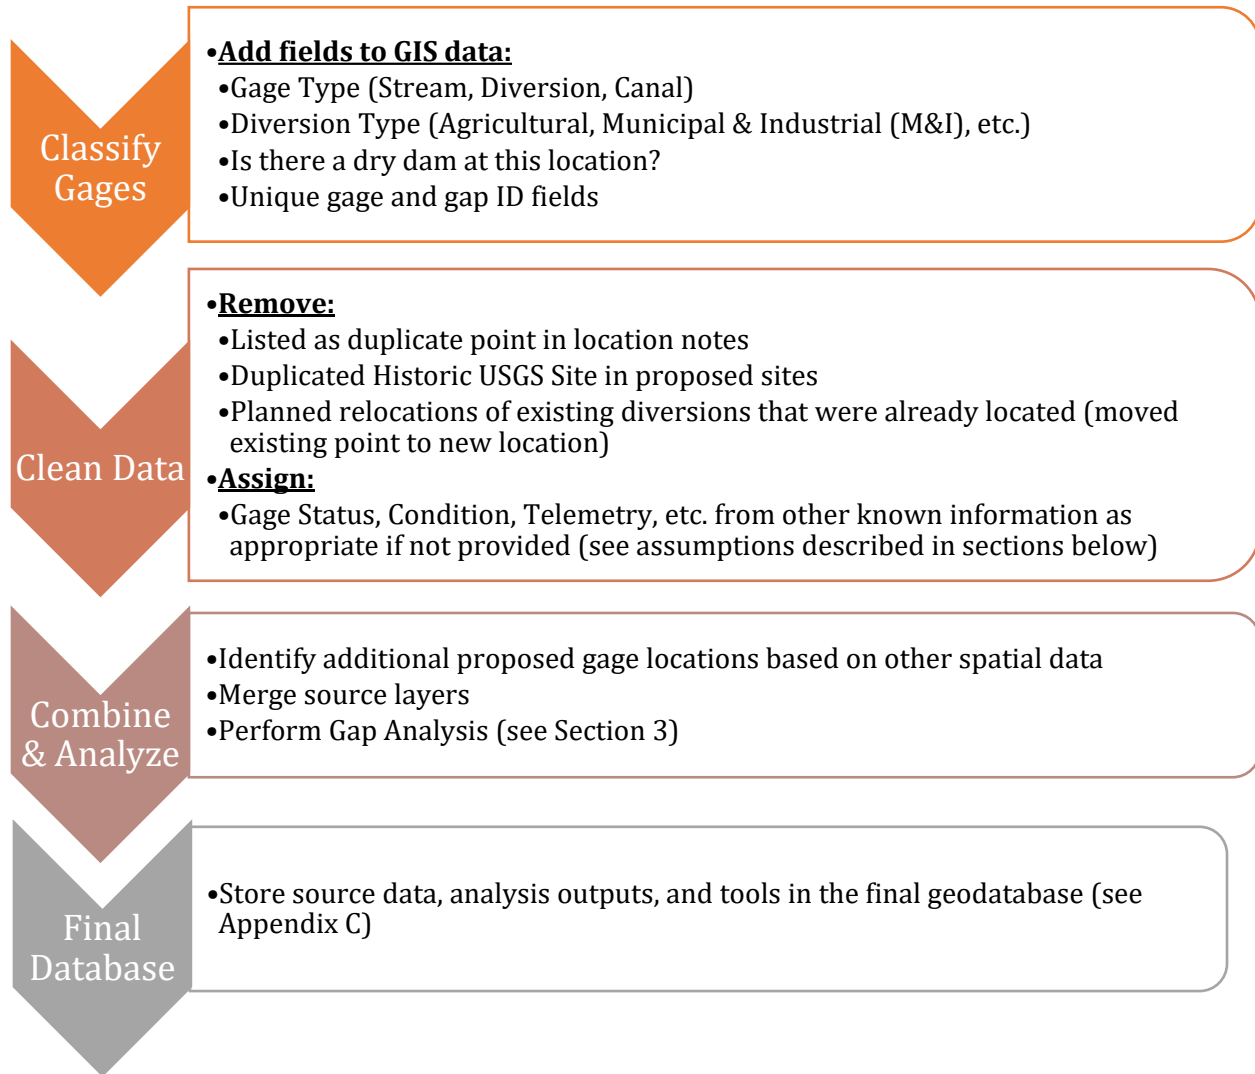 Classify
Gages
•Add fields to GIS data:
•Gage Type (Stream, Diversion, Canal)
•Diversion Type (Agricultural, Municipal & Industrial (M&I), etc.)
•Is there a dry dam at this location?
•Unique gage and gap ID fields
Clean Data
•Remove:
•Listed as duplicate point in location notes
•Duplicated Historic USGS Site in proposed sites
•Planned relocations of existing diversions that were already located (moved
existing point to new location)
•Assign:
•Gage Status, Condition, Telemetry, etc. from other known information as
appropriate if not provided (see assumptions described in sections below)
Combine
& Analyze
•Identify additional proposed gage locations based on other spatial data
•Merge source layers
•Perform Gap Analysis (see Section 3)
Final
Database
•Store source data, analysis outputs, and tools in the final geodatabase (see
Appendix C)